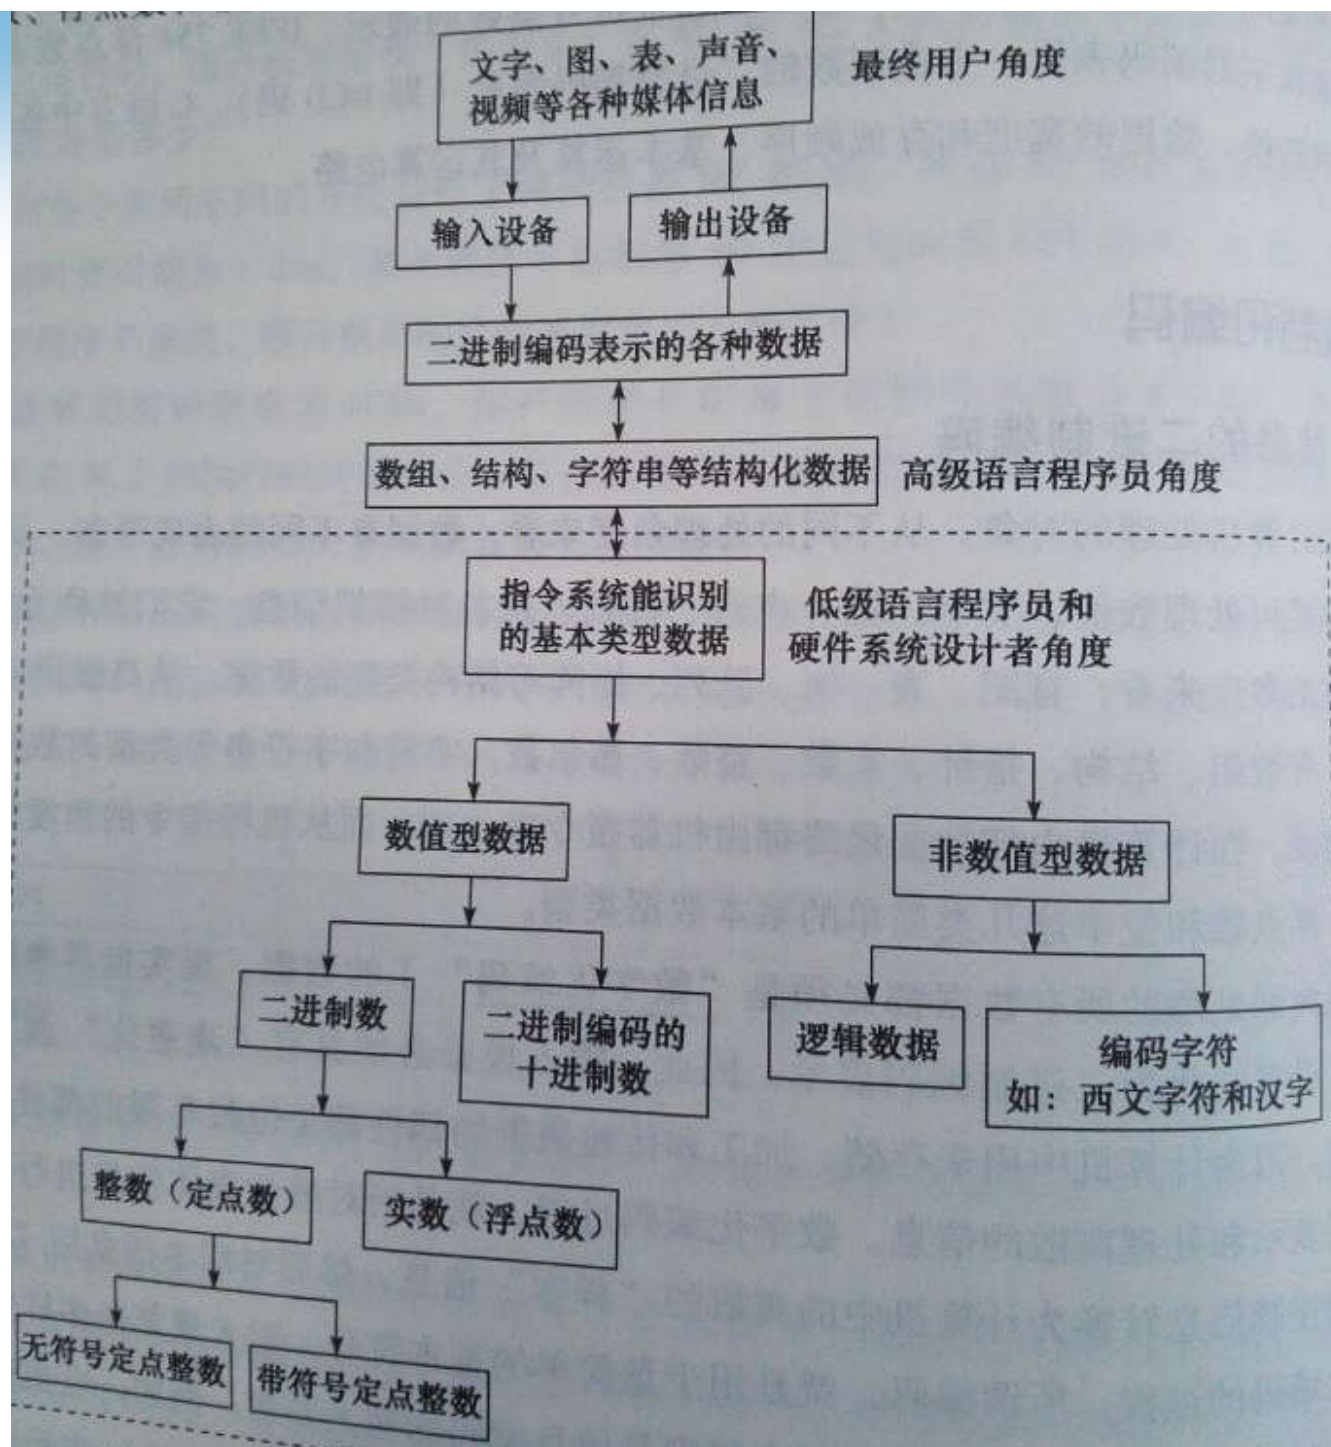 文字、图、表、声音、
视频等各种媒体信息
最终用户角度
输入设备
输出设备
二进制编码表示的各种数据
数组、结构、字符串等结构化数据
高级语言程序员角度
指令系统能识别
的基本类型数据
低级语言程序员和
硬件系统设计者角度
数值型数据
非数值型数据
二进制数
二进制编码的
十进制数
逻辑数据
编码字符
如：西文字符和汉字
整数（定点数）
实数（浮点数）
无符号定点整数
带符号定点整数